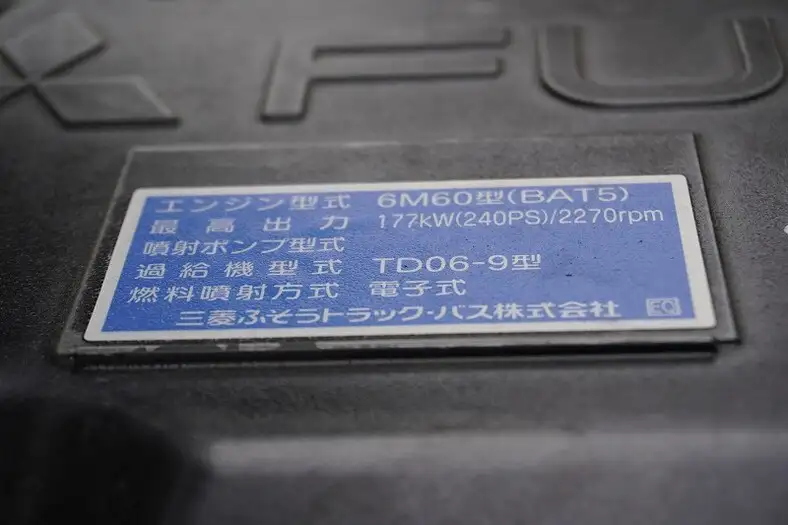 FU
エンジン型式 6M60型(BAT5)
最高出力 177kW(240PS)/2270rpm
噴射ポンプ型式
過給機型式 TD06-9型
燃料噴射方式 電子式
三菱ふそうトラック・バス株式会社